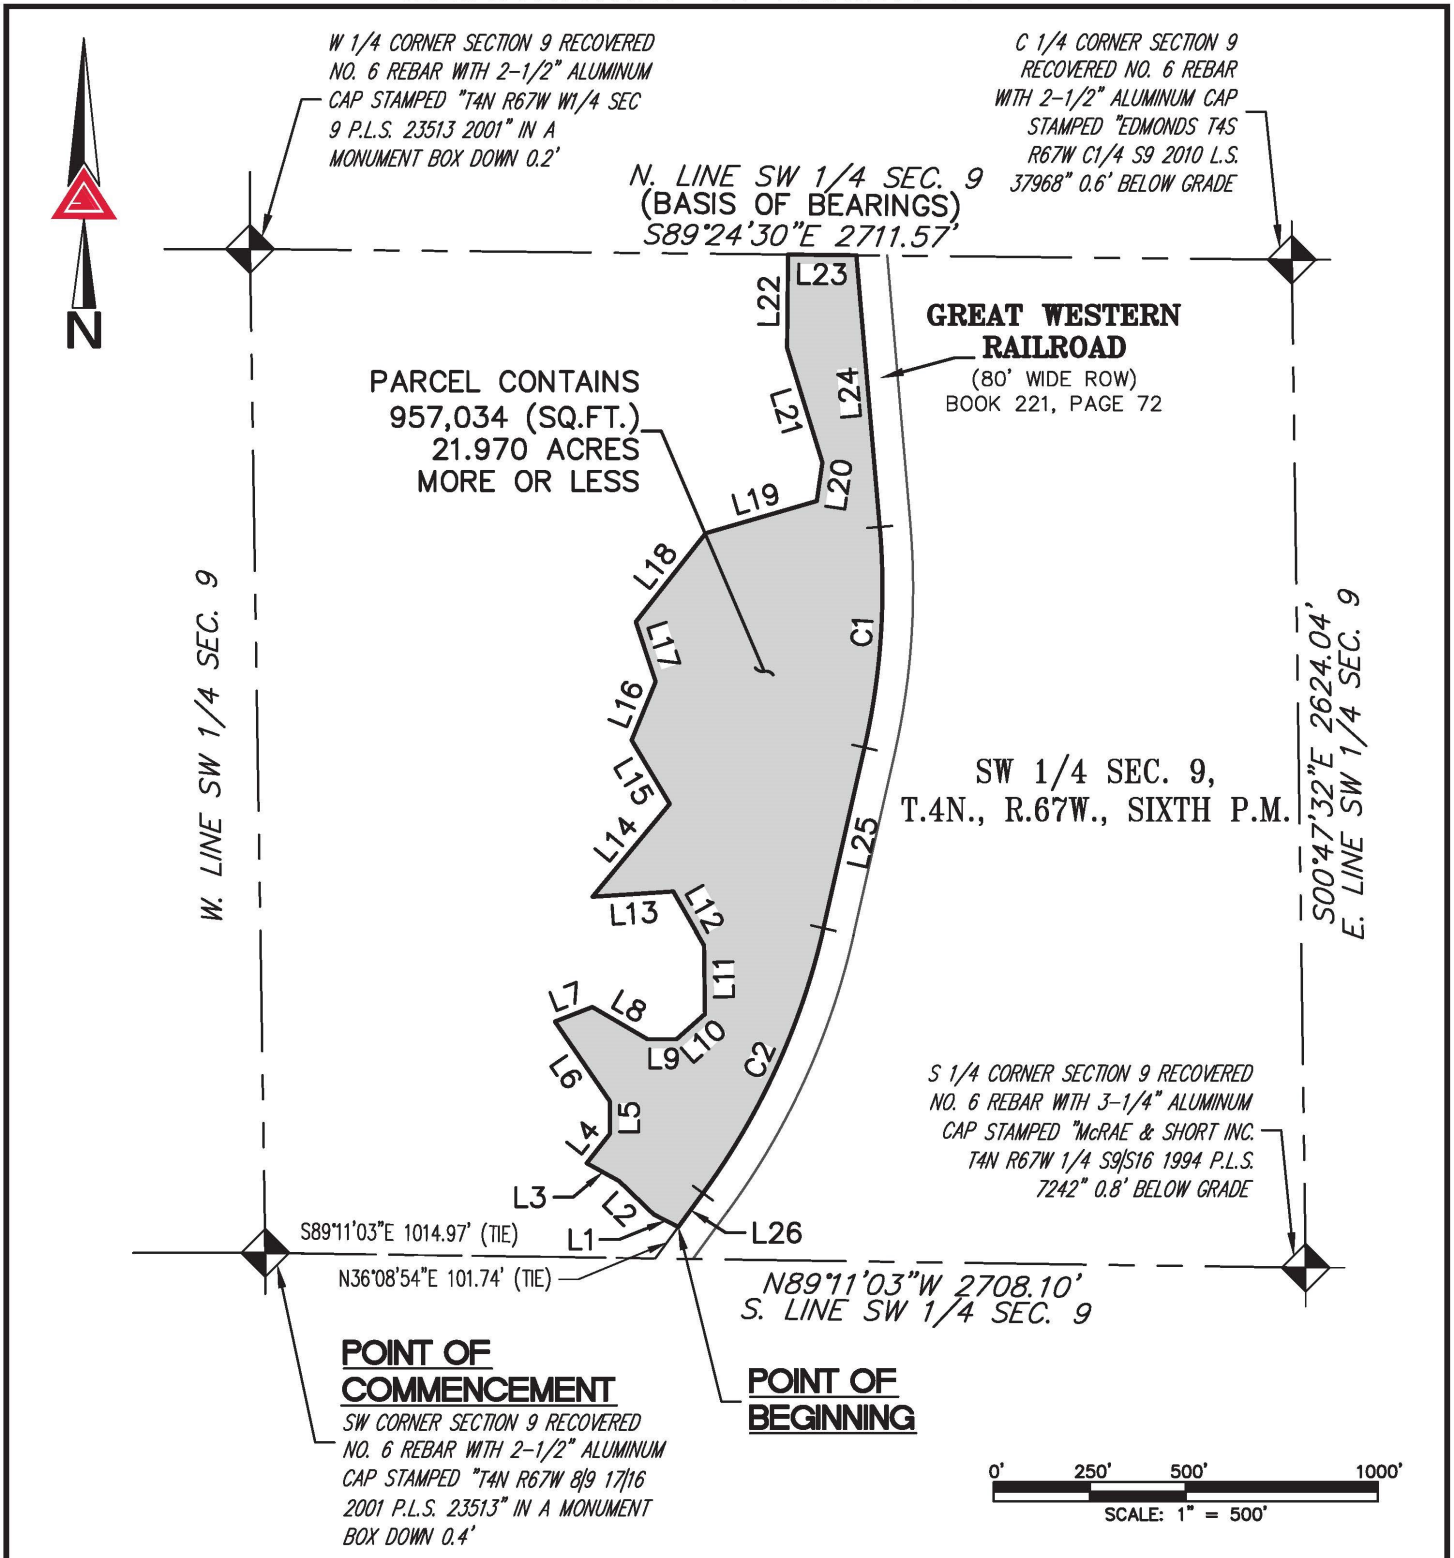 W 1/4 CORNER SECTION 9 RECOVERED
NO. 6 REBAR WITH 2-1/2" ALUMINUM
CAP STAMPED "T4N R67W W1/4 SEC
9 P.L.S. 23513 2001" IN A
MONUMENT BOX DOWN 0.2'
C 1/4 CORNER SECTION 9
RECOVERED NO. 6 REBAR
WITH 2-1/2" ALUMINUM CAP
STAMPED "EDMONDS T4S
R67W C1/4 S9 2010 L.S.
37968" 0.6' BELOW GRADE
N
N. LINE SW 1/4 SEC. 9
(BASIS OF BEARINGS)
S89°24'30"E 2711.57'
L23
L22
GREAT WESTERN
RAILROAD
(80' WIDE ROW)
BOOK 221, PAGE 72
PARCEL CONTAINS
957,034 (SQ.FT.)
21.970 ACRES
MORE OR LESS
L24
L21
L20
L19
L18
L17
C1
L16
L15
L14
L13
L12
L11
L10
L9
L8
L7
L6
L5
L4
L3
L2
L1
L25
C2
L26
W. LINE SW 1/4 SEC. 9
SW 1/4 SEC. 9,
T.4N., R.67W., SIXTH P.M.
S00°47'32"E 2624.04'
E. LINE SW 1/4 SEC. 9
S 1/4 CORNER SECTION 9 RECOVERED
NO. 6 REBAR WITH 3-1/4" ALUMINUM
CAP STAMPED "McRAE & SHORT INC.
T4N R67W 1/4 S9|S16 1994 P.L.S.
7242" 0.8' BELOW GRADE
S89°11'03"E 1014.97' (TIE)
N36°08'54"E 101.74' (TIE)
N89°11'03"W 2708.10'
S. LINE SW 1/4 SEC. 9
POINT OF
COMMENCEMENT
SW CORNER SECTION 9 RECOVERED
NO. 6 REBAR WITH 2-1/2" ALUMINUM
CAP STAMPED "T4N R67W 8|9 17|16
2001 P.L.S. 23513" IN A MONUMENT
BOX DOWN 0.4'
POINT OF
BEGINNING
0' 250' 500' 1000'
SCALE: 1" = 500'